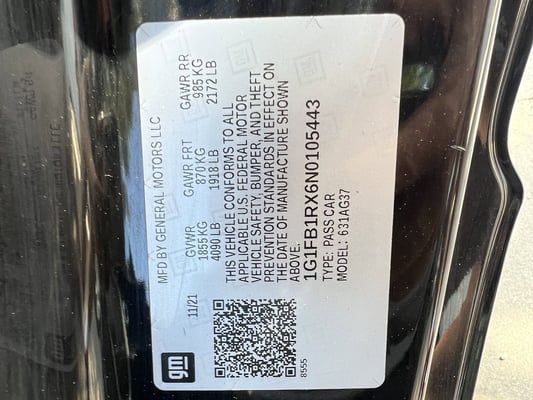 MFD BY GENERAL MOTORS LLC
11/21
GVWR GAWR FRT GAWR RR
1855 KG 870 KG 985 KG
4090 LB 1918 LB 2172 LB
THIS VEHICLE CONFORMS TO ALL
APPLICABLE U.S. FEDERAL MOTOR
VEHICLE SAFETY, BUMPER, AND THEFT
PREVENTION STANDARDS IN EFFECT ON
THE DATE OF MANUFACTURE SHOWN
ABOVE.
1G1FB1RX6N0105443
TYPE: PASS CAR
MODEL: 631AG37
gm
8555